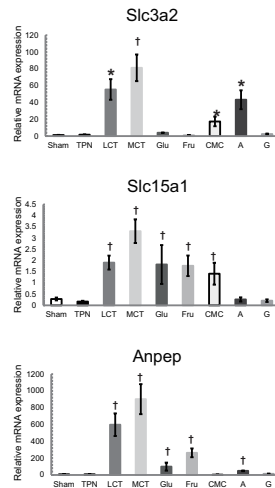 Slc3a2
Relative mRNA expression
120
100
80
60
40
20
0
* † * *
Sham TPN LCT MCT Glu Fru CMC A G
Slc15a1
Relative mRNA expression
4.5
4
3.5
3
2.5
2
1.5
1
0.5
0
† † † † †
Sham TPN LCT MCT Glu Fru CMC A G
Anpep
Relative mRNA expression
1200
1000
800
600
400
200
0
† † † † †
Sham TPN LCT MCT Glu Fru CMC A G